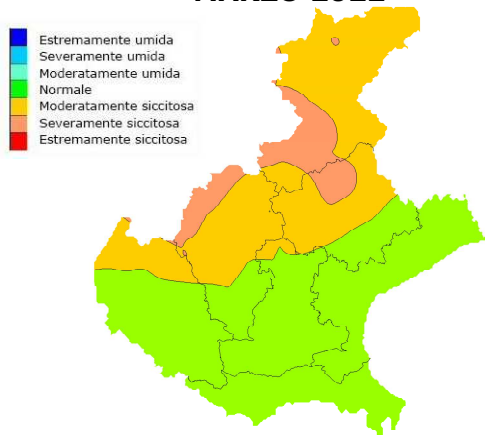 Estremamente umida
Severamente umida
Moderatamente umida
Normale
Moderatamente siccitosa
Severamente siccitosa
Estremamente siccitosa